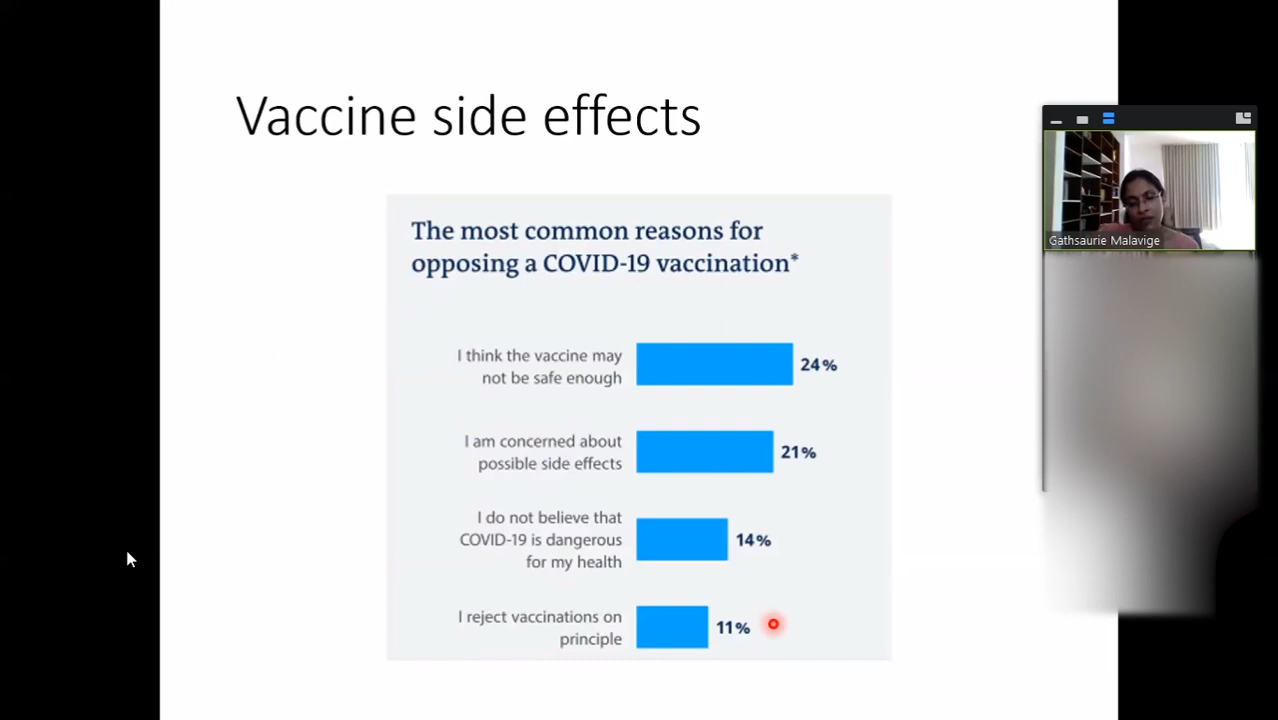 Vaccine side effects
The most common reasons for
opposing a COVID-19 vaccination*
I think the vaccine may
not be safe enough
24%
I am concerned about
possible side effects
21%
I do not believe that
COVID-19 is dangerous
for my health
14%
I reject vaccinations on
principle
11%
Gathsaurie Malavige